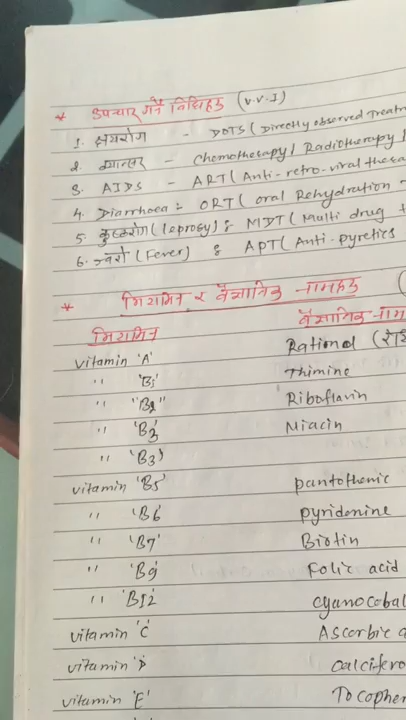 * उपचार गर्ने विधिहरु (V.V.I)
1. क्षयरोग - DOTS (Directly observed Treatm
2. क्यान्सर - Chemotherapy / Radiotherapy /
3. AIDS - ART (Anti-retro-viral thera
4. Diarrhoea :- ORT (oral Rehydration
5. कुष्ठरोग (leprosy) : MDT (Multi drug
6. ज्वरो (Fever) : APT (Anti-pyretics
* भिटामिन र वैज्ञानिक नामहरु (
भिटामिन वैज्ञानिक नाम
vitamin 'A' Rational (रे
" 'B1' Thimine
" "B2" Riboflavin
" 'B3' Niacin
" 'B3'
vitamin 'B5 pantothenic
" 'B6 pyridonine
" 'B7' Biotin
" 'B9 Folic acid
" 'B12 cyanocobal
vitamin 'C' Ascorbic a
vitamin 'D calcifero
vitamin 'E' Tocopher